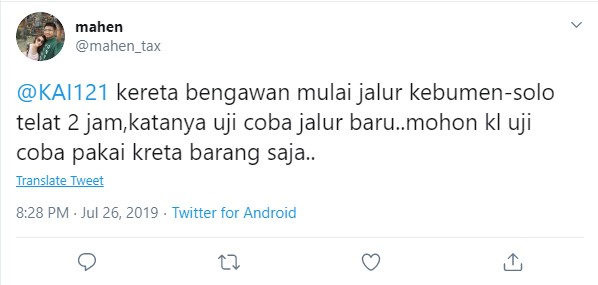 mahen
@mahen_tax
@KAI121 kereta bengawan mulai jalur kebumen-solo
telat 2 jam,katanya uji coba jalur baru..mohon kl uji
coba pakai kreta barang saja..
Translate Tweet
8:28 PM · Jul 26, 2019 · Twitter for Android